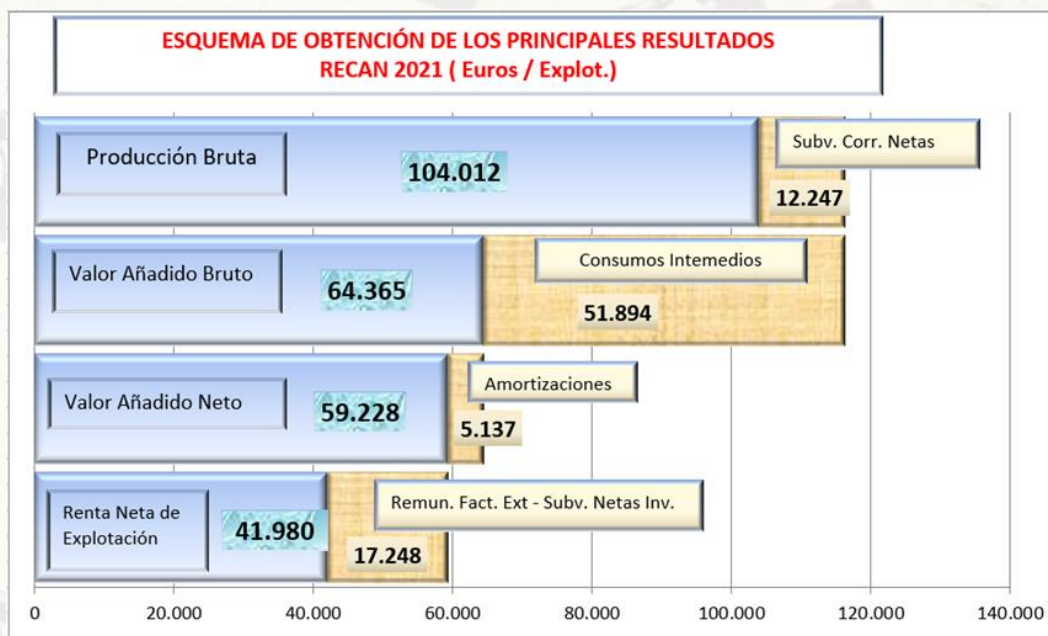 ESQUEMA DE OBTENCIÓN DE LOS PRINCIPALES RESULTADOS
RECAN 2021 ( Euros / Explot.)
Producción Bruta
104.012
Subv. Corr. Netas
12.247
Valor Añadido Bruto
64.365
Consumos Intemedios
51.894
Valor Añadido Neto
59.228
Amortizaciones
5.137
Renta Neta de
Explotación
41.980
Remun. Fact. Ext - Subv. Netas Inv.
17.248
0 20.000 40.000 60.000 80.000 100.000 120.000 140.000